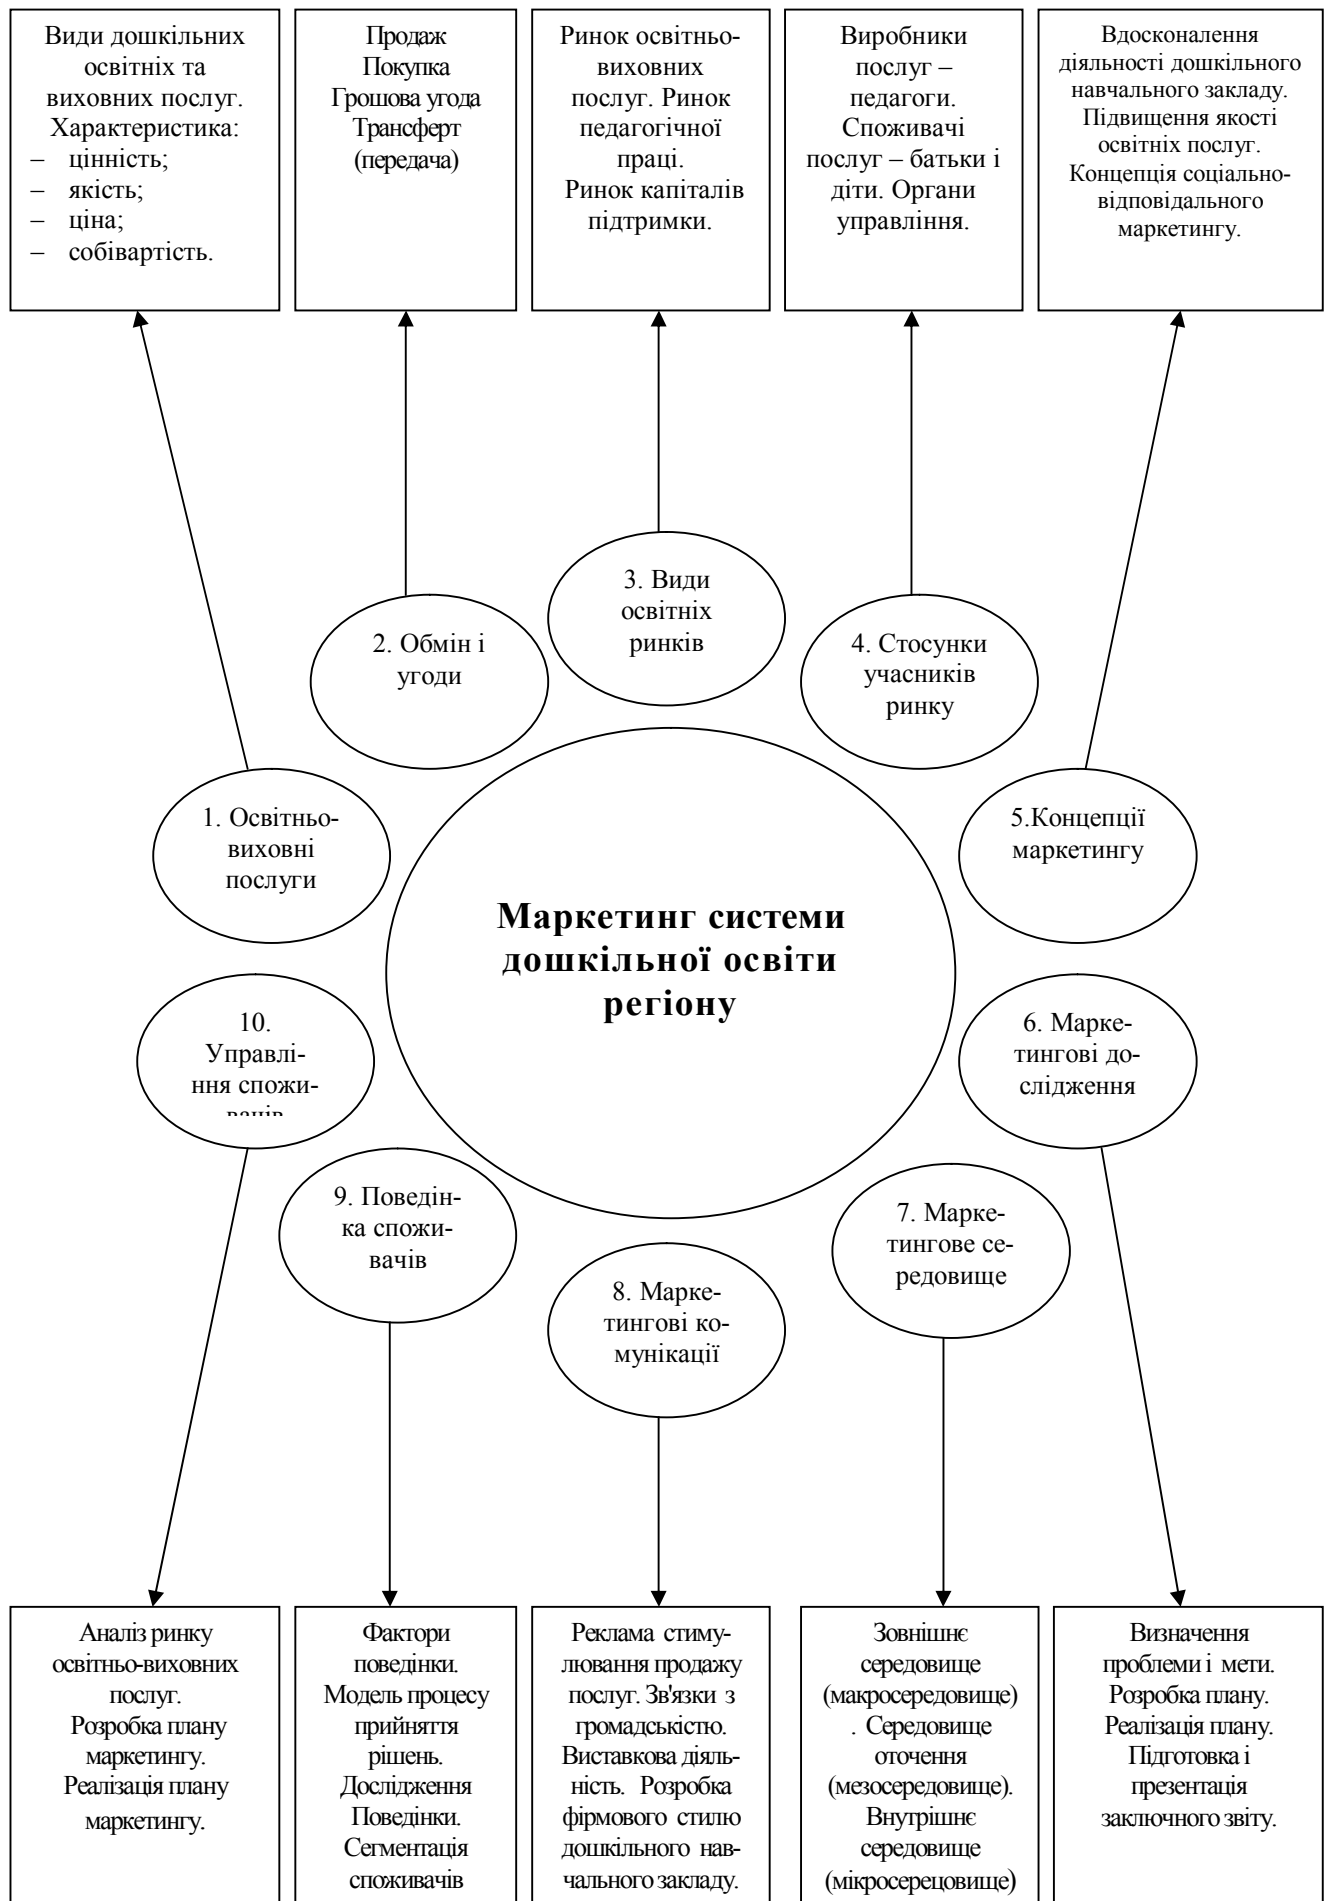 Види дошкільних
освітніх та
виховних послуг.
Характеристика:
– цінність;
– якість;
– ціна;
– собівартість.
Продаж
Покупка
Грошова угода
Трансферт
(передача)
Ринок освітньо-
виховних
послуг. Ринок
педагогічної
праці.
Ринок капіталів
підтримки.
Виробники
послуг –
педагоги.
Споживачі
послуг – батьки і
діти. Органи
управління.
Вдосконалення
діяльності дошкільного
навчального закладу.
Підвищення якості
освітніх послуг.
Концепція соціально-
відповідального
маркетингу.
3. Види
освітніх
ринків
2. Обмін і
угоди
4. Стосунки
учасників
ринку
1. Освітньо-
виховні
послуги
5.Концепції
маркетингу
Маркетинг системи
дошкільної освіти
регіону
10.
Управлі-
ння спожи-
вачів
6. Марке-
тингові до-
слідження
9. Поведін-
ка спожи-
вачів
7. Марке-
тингове се-
редовище
8. Марке-
тингові ко-
мунікації
Аналіз ринку
освітньо-виховних
послуг.
Розробка плану
маркетингу.
Реалізація плану
маркетингу.
Фактори
поведінки.
Модель процесу
прийняття
рішень.
Дослідження
Поведінки.
Сегментація
споживачів
Реклама стиму-
лювання продажу
послуг. Зв'язки з
громадськістю.
Виставкова діяль-
ність. Розробка
фірмового стилю
дошкільного нав-
чального закладу.
Зовнішнє
середовище
(макросередовище)
. Середовище
оточення
(мезосередовище).
Внутрішнє
середовище
(мікросерецовище)
Визначення
проблеми і мети.
Розробка плану.
Реалізація плану.
Підготовка і
презентація
заключного звіту.